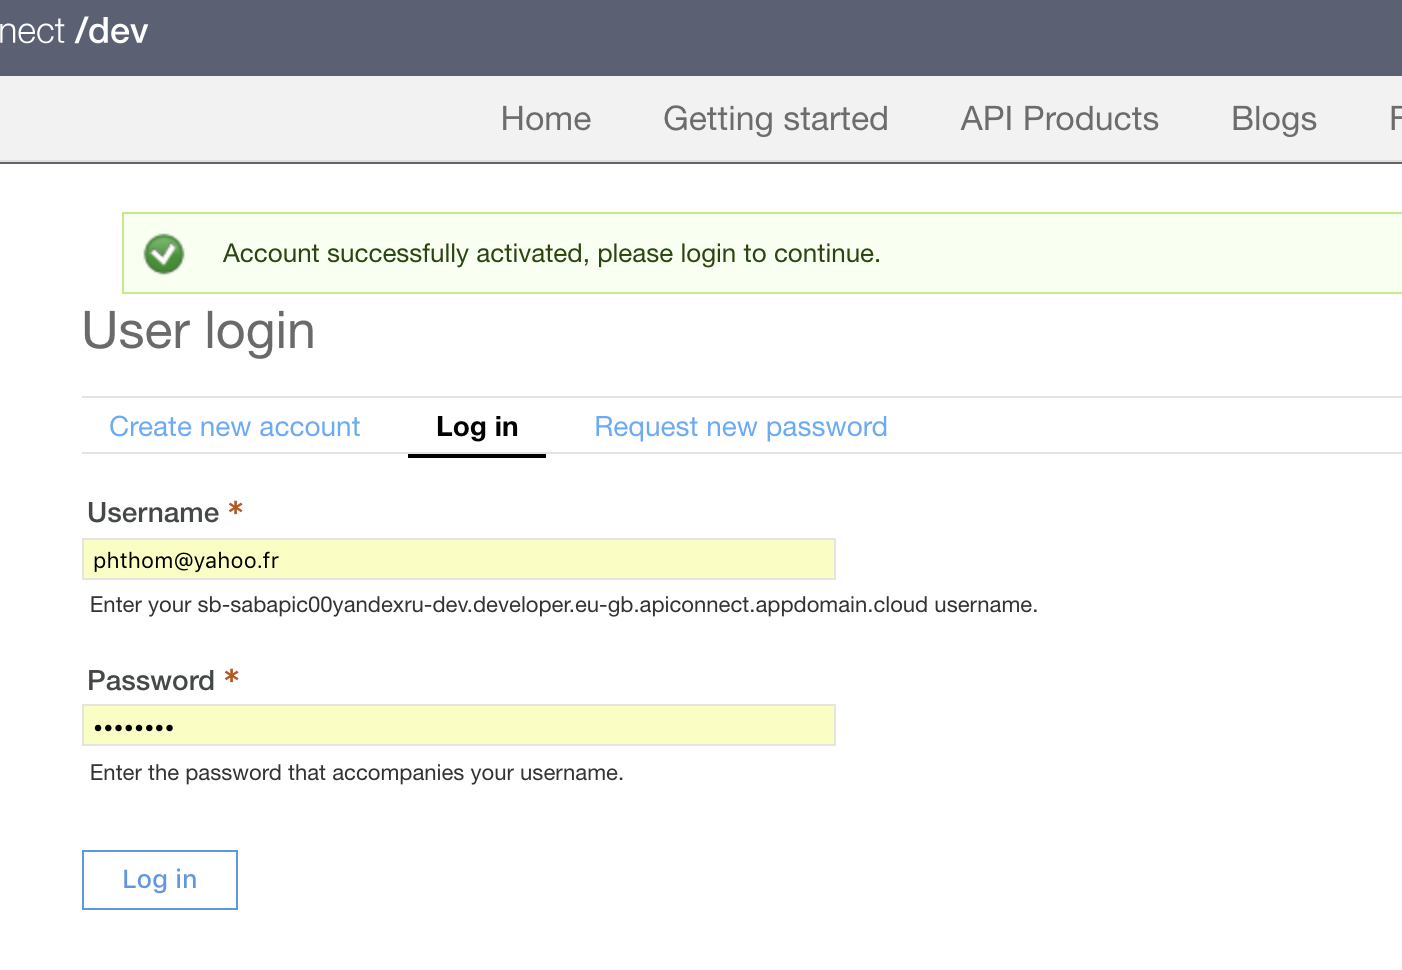 nect /dev
Home Getting started API Products Blogs
Account successfully activated, please login to continue.
User login
Create new account Log in Request new password
Username *
phthom@yahoo.fr
Enter your sb-sabapic00yandexru-dev.developer.eu-gb.apiconnect.appdomain.cloud username.
Password *
••••••••
Enter the password that accompanies your username.
Log in